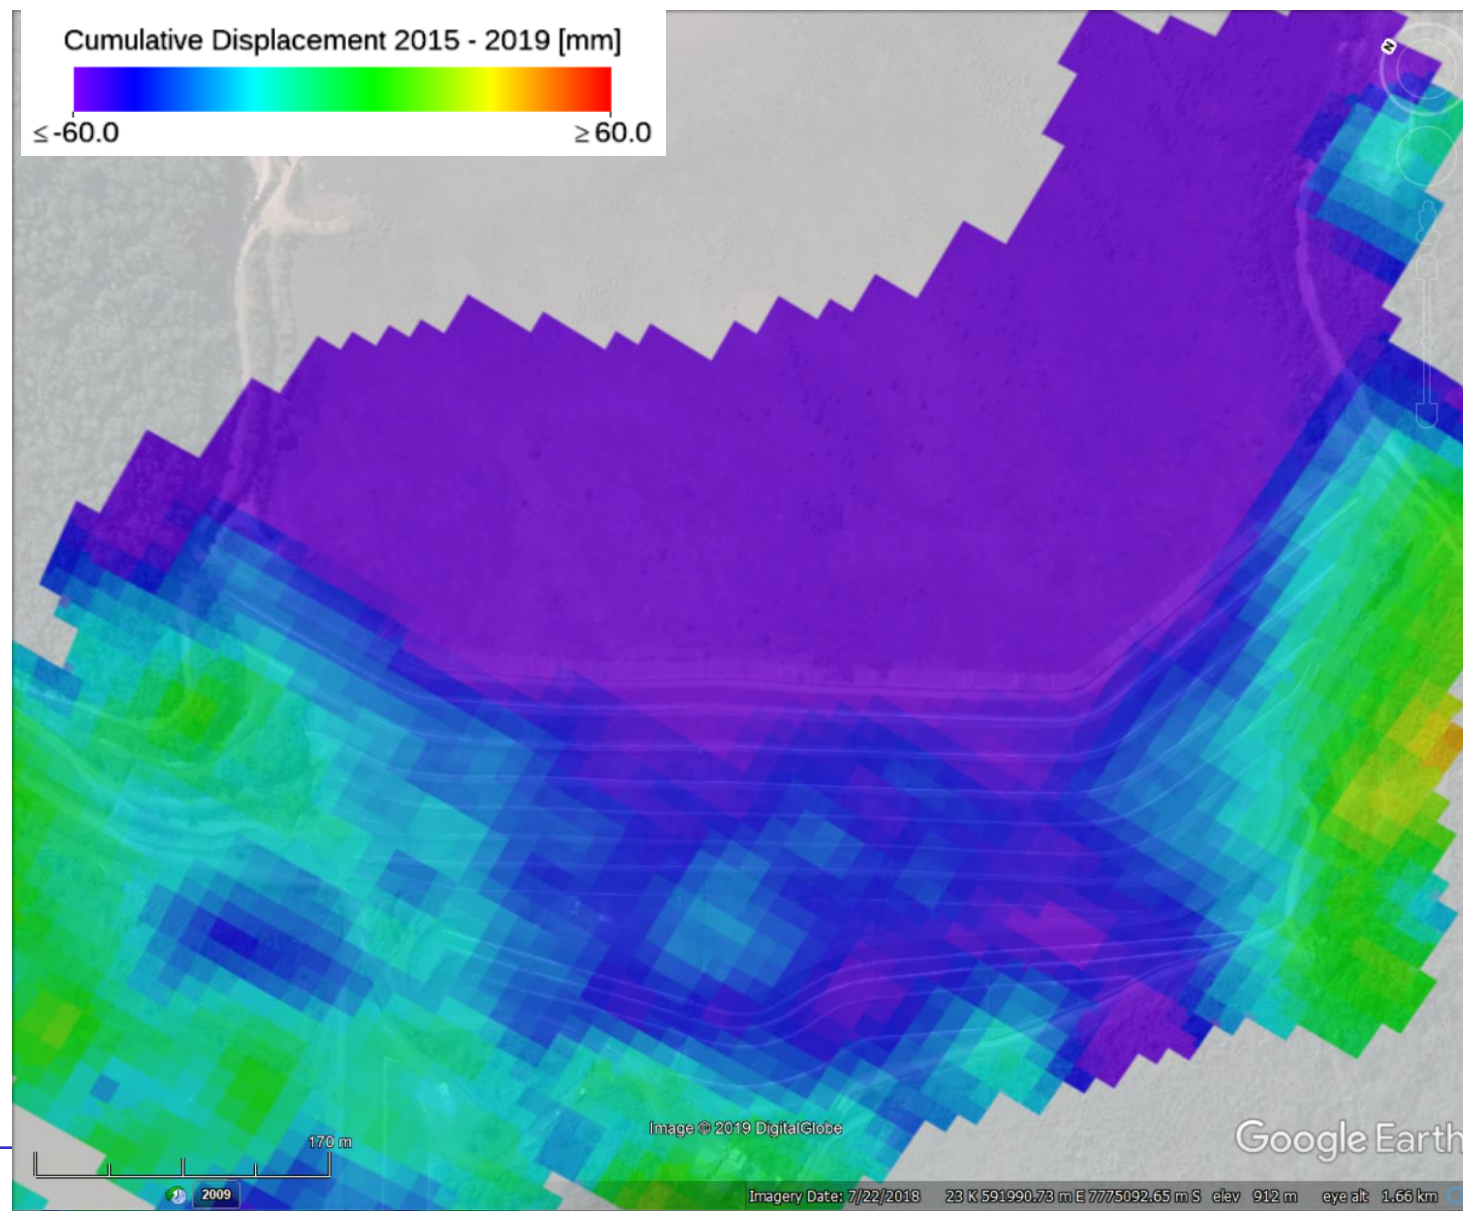 Cumulative Displacement 2015 - 2019 [mm]
≤ -60.0
≥ 60.0
N
Image © 2019 DigitalGlobe
Google Earth
170 m
2009
Imagery Date: 7/22/2018 23 K 591990.73 m E 7775092.65 m S elev 912 m eye alt 1.66 km